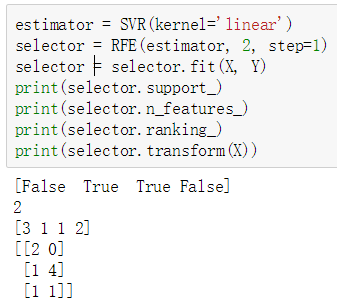 estimator = SVR(kernel='linear')
selector = RFE(estimator, 2, step=1)
selector = selector.fit(X, Y)
print(selector.support_)
print(selector.n_features_)
print(selector.ranking_)
print(selector.transform(X))
[False  True  True False]
2
[3 1 1 2]
[[2 0]
 [1 4]
 [1 1]]